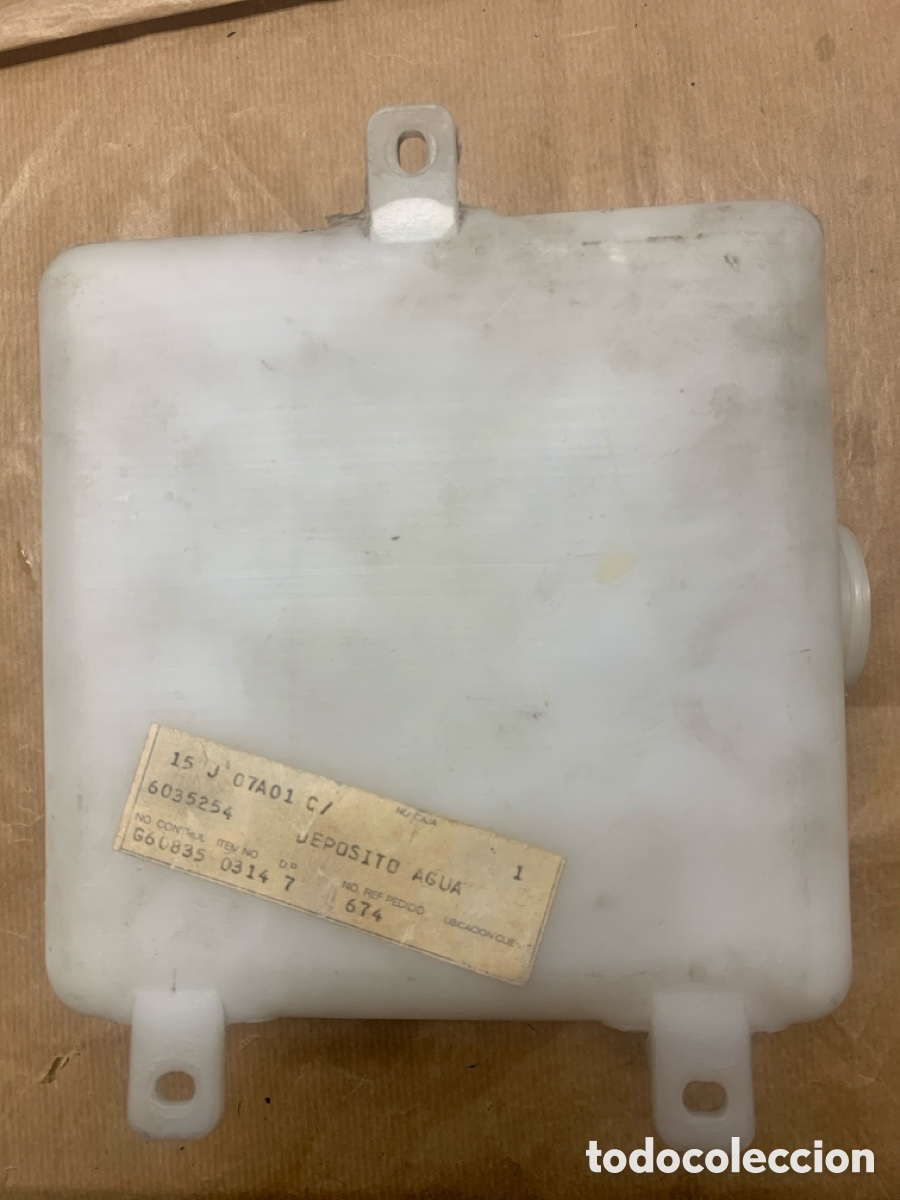 15 J 07A01 C/
NO. CAJA
6035254
DEPOSITO AGUA 1
NO CONTROL ITEM NO. D.P. NO. REF PEDIDO UBICACION
G60835 0314 7 674
todocoleccion